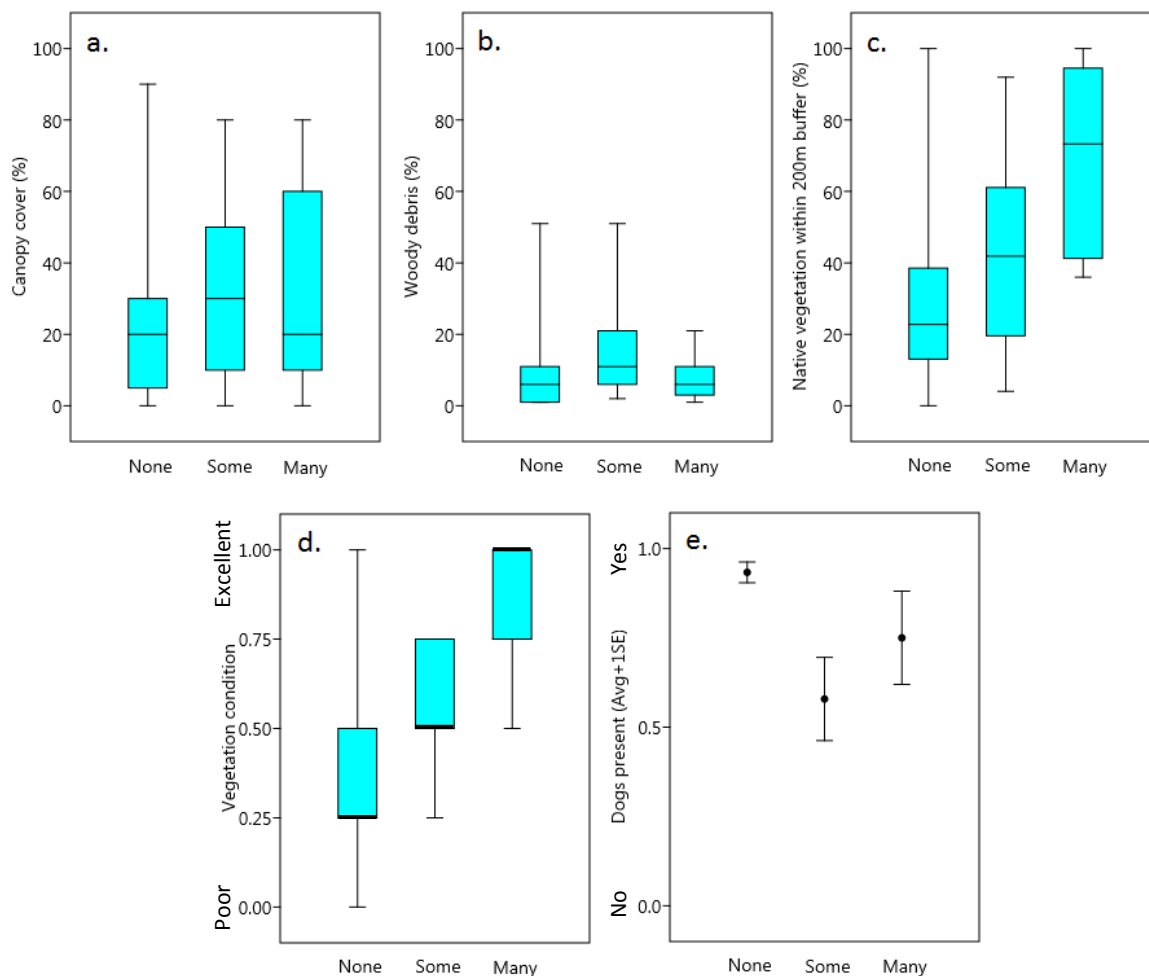 a.
Canopy cover (%)
100
80
60
40
20
0
None Some Many
b.
Woody debris (%)
100
80
60
40
20
0
None Some Many
c.
Native vegetation within 200m buffer (%)
100
80
60
40
20
0
None Some Many
d.
Excellent
Vegetation condition
Poor
1.00
0.75
0.50
0.25
0.00
None Some Many
e.
Yes
Dogs present (Avg+1SE)
No
1.0
0.5
0.0
None Some Many